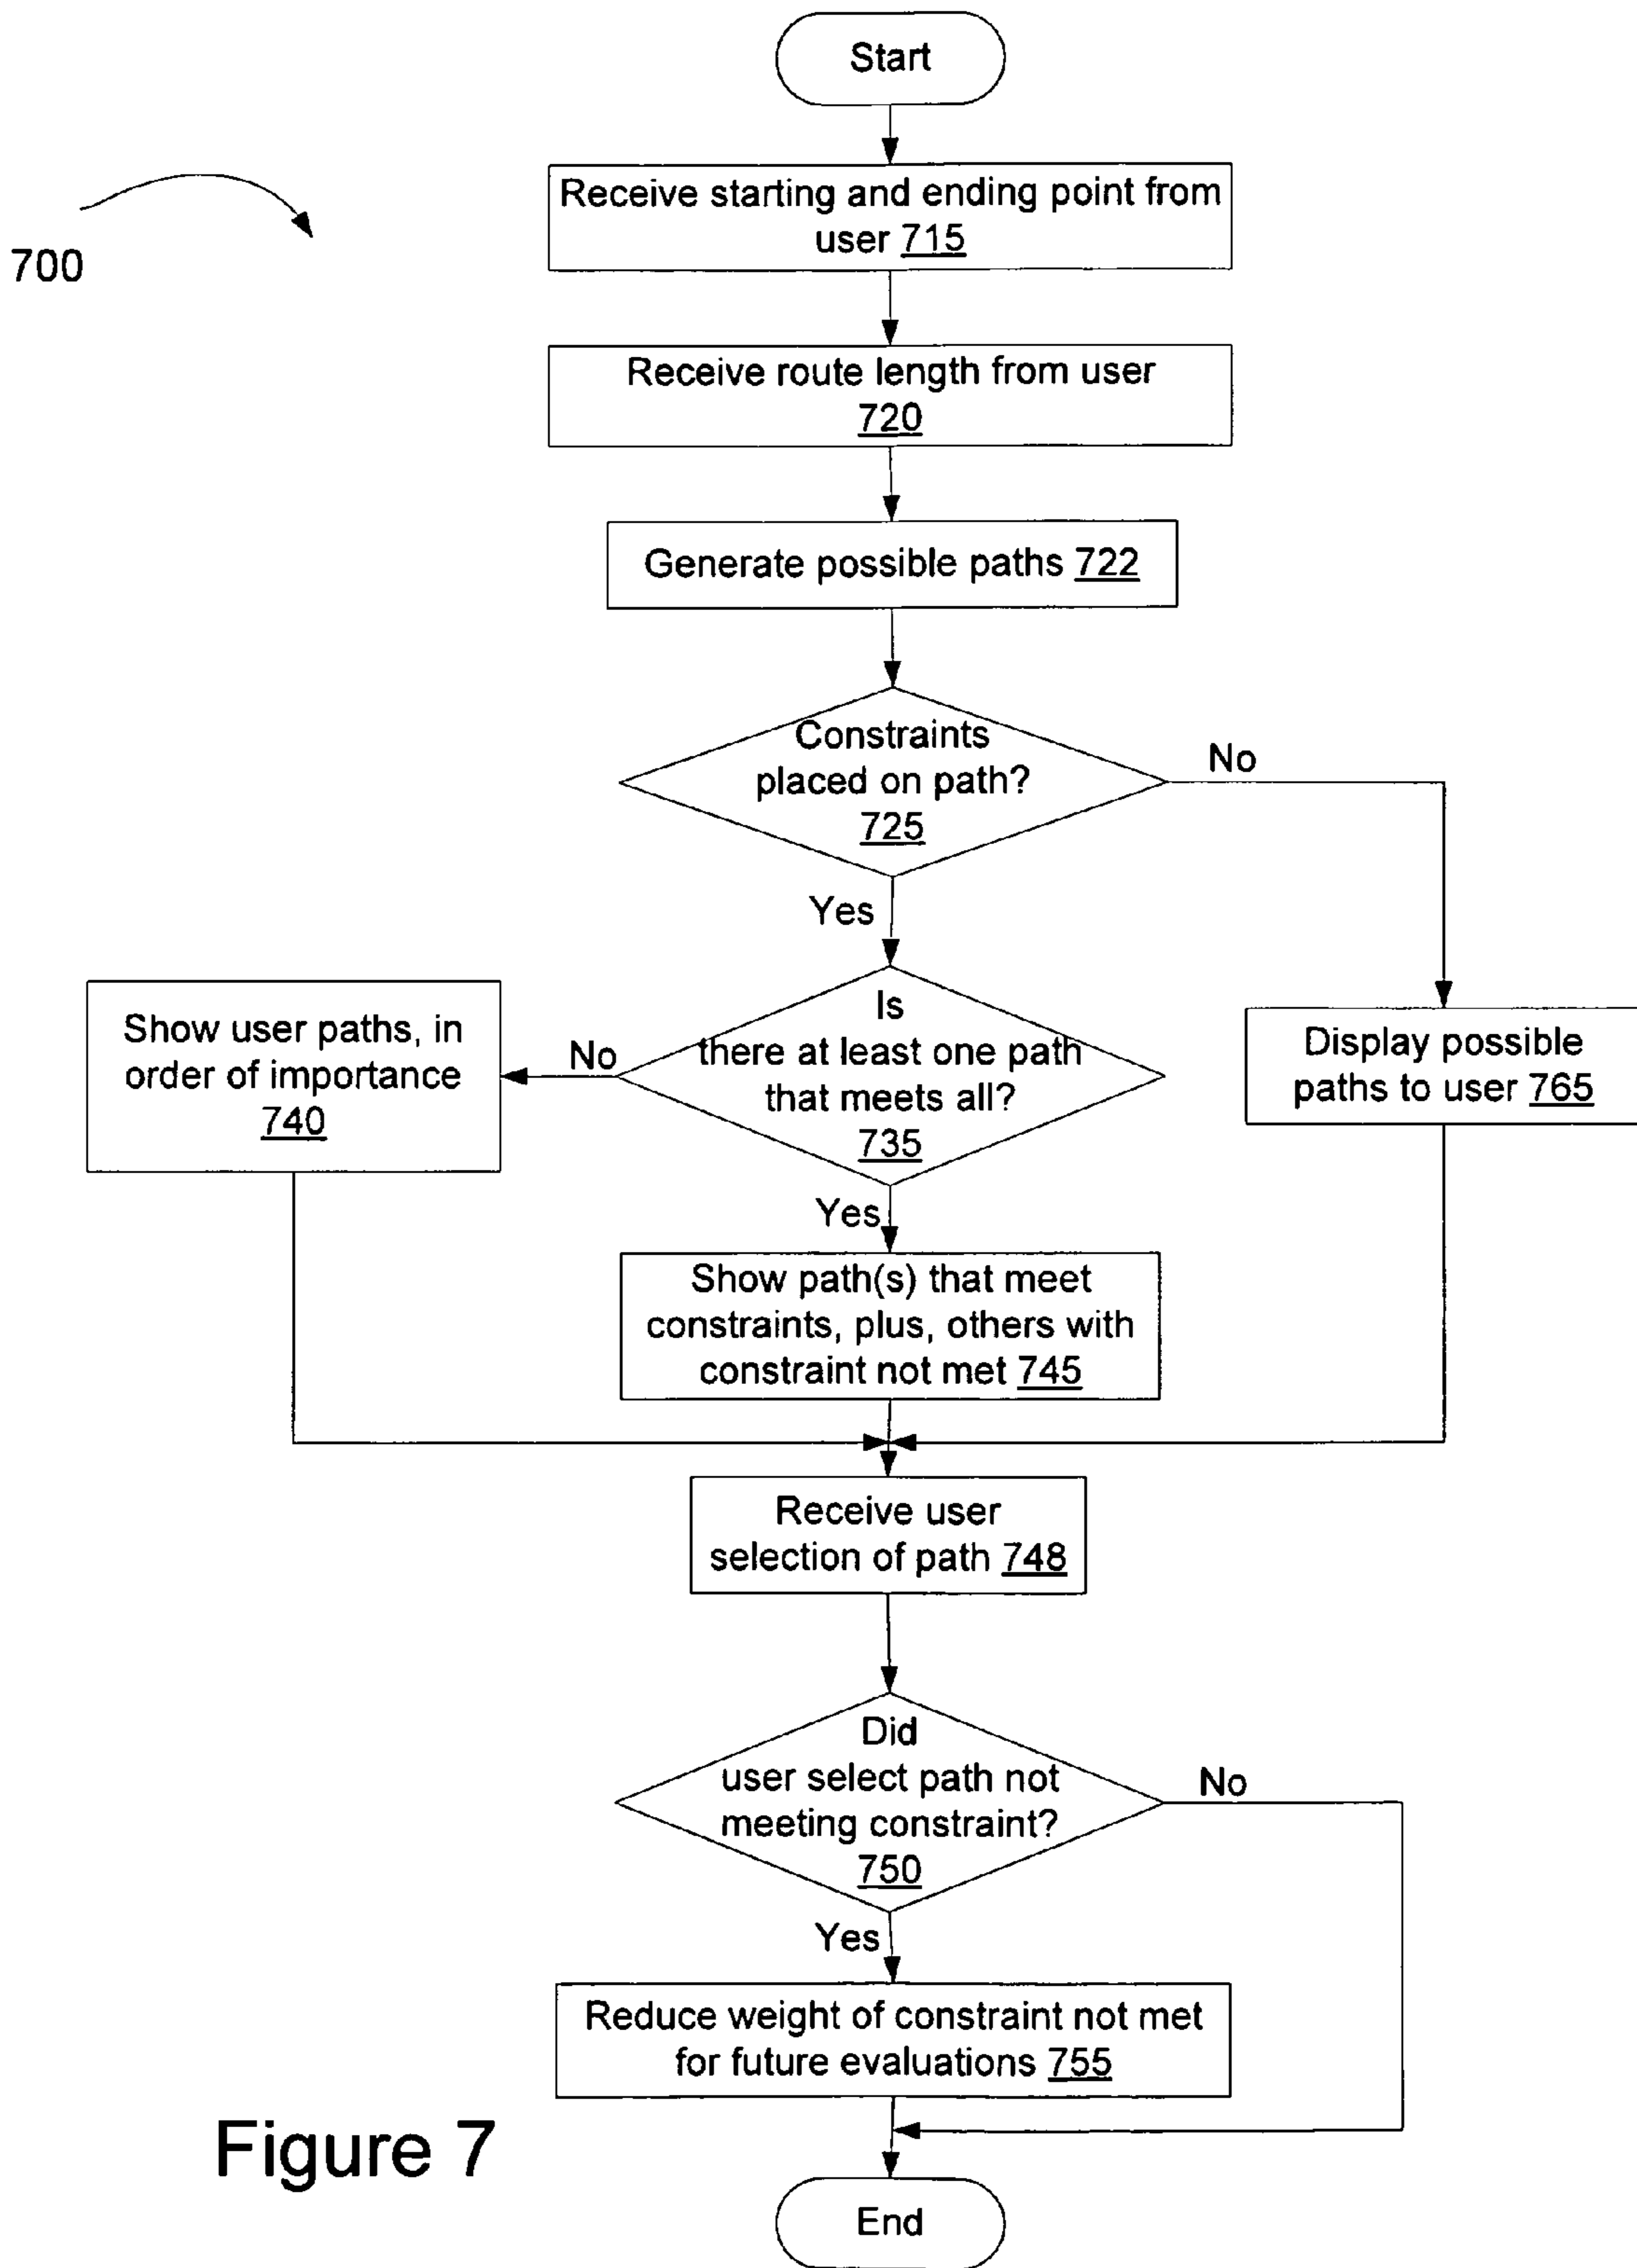 Start
Receive starting and ending point from
user 715
700
Receive route length from user
720
Generate possible paths 722
Constraints
placed on path?
725
No
Yes
Is
there at least one path
that meets all?
735
No
Show user paths, in
order of importance
740
Display possible
paths to user 765
Yes
Show path(s) that meet
constraints, plus, others with
constraint not met 745
Receive user
selection of path 748
Did
user select path not
meeting constraint?
750
No
Yes
Reduce weight of constraint not met
for future evaluations 755
Figure 7
End